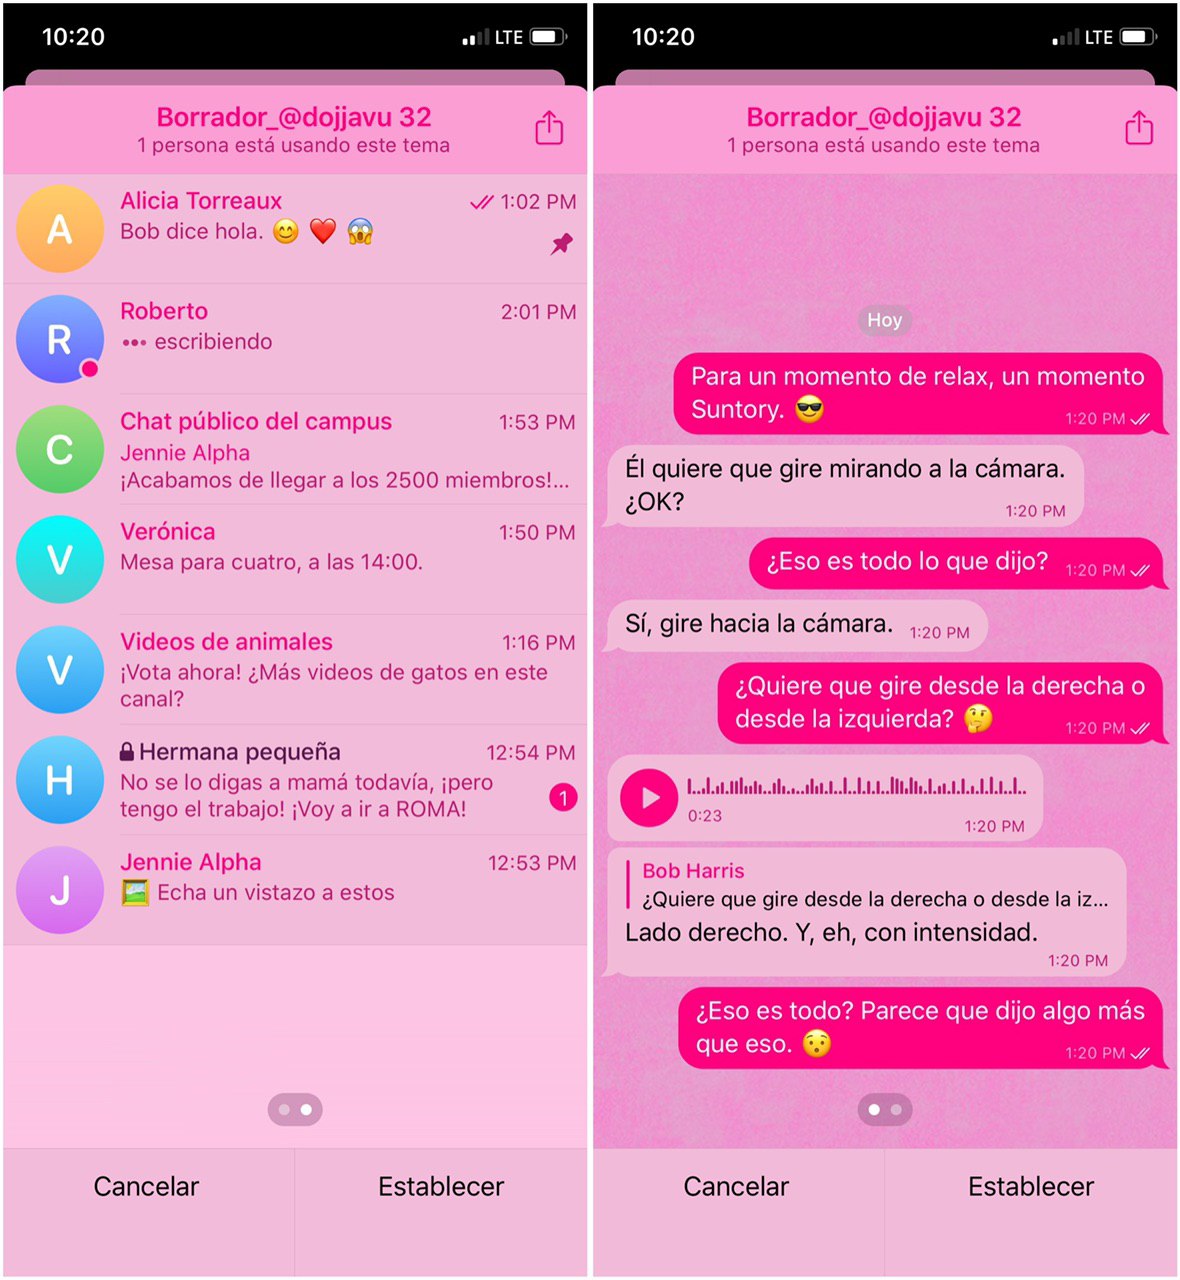 10:20
LTE
Borrador_@dojjavu 32
1 persona está usando este tema
A
Alicia Torreaux
1:02 PM
Bob dice hola. 😊 ❤️ 😱
R
Roberto
2:01 PM
••• escribiendo
C
Chat público del campus
1:53 PM
Jennie Alpha
¡Acabamos de llegar a los 2500 miembros!...
V
Verónica
1:50 PM
Mesa para cuatro, a las 14:00.
V
Videos de animales
1:16 PM
¡Vota ahora! ¿Más videos de gatos en este
canal?
H
Hermana pequeña
12:54 PM
No se lo digas a mamá todavía, ¡pero
tengo el trabajo! ¡Voy a ir a ROMA!
1
J
Jennie Alpha
12:53 PM
🖼️ Echa un vistazo a estos
Cancelar
Establecer
10:20
LTE
Borrador_@dojjavu 32
1 persona está usando este tema
Hoy
Para un momento de relax, un momento
Suntory. 😎
1:20 PM
Él quiere que gire mirando a la cámara.
¿OK?
1:20 PM
¿Eso es todo lo que dijo?
1:20 PM
Sí, gire hacia la cámara.
1:20 PM
¿Quiere que gire desde la derecha o
desde la izquierda? 🤔
1:20 PM
0:23
1:20 PM
Bob Harris
¿Quiere que gire desde la derecha o desde la iz...
Lado derecho. Y, eh, con intensidad.
1:20 PM
¿Eso es todo? Parece que dijo algo más
que eso. 😯
1:20 PM
Cancelar
Establecer